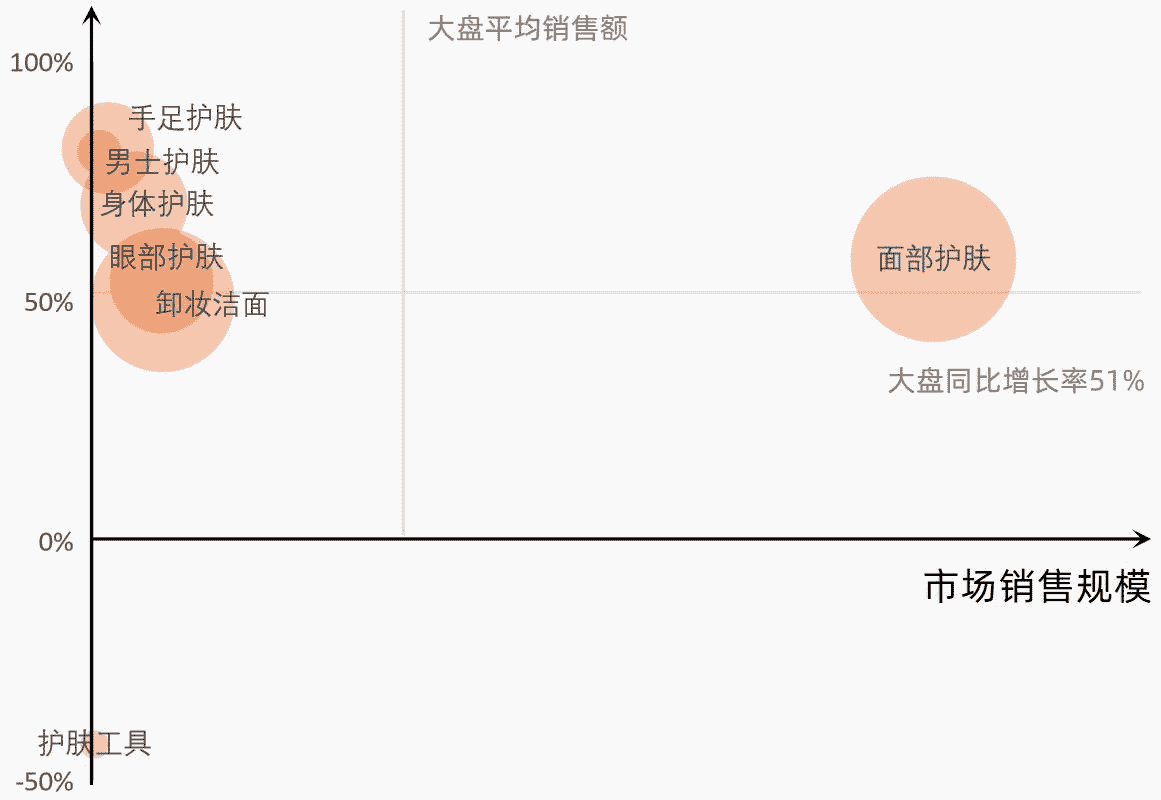 大盘平均销售额
100%
手足护肤
男士护肤
身体护肤
眼部护肤
面部护肤
50%
卸妆洁面
大盘同比增长率51%
0%
市场销售规模
护肤工具
-50%